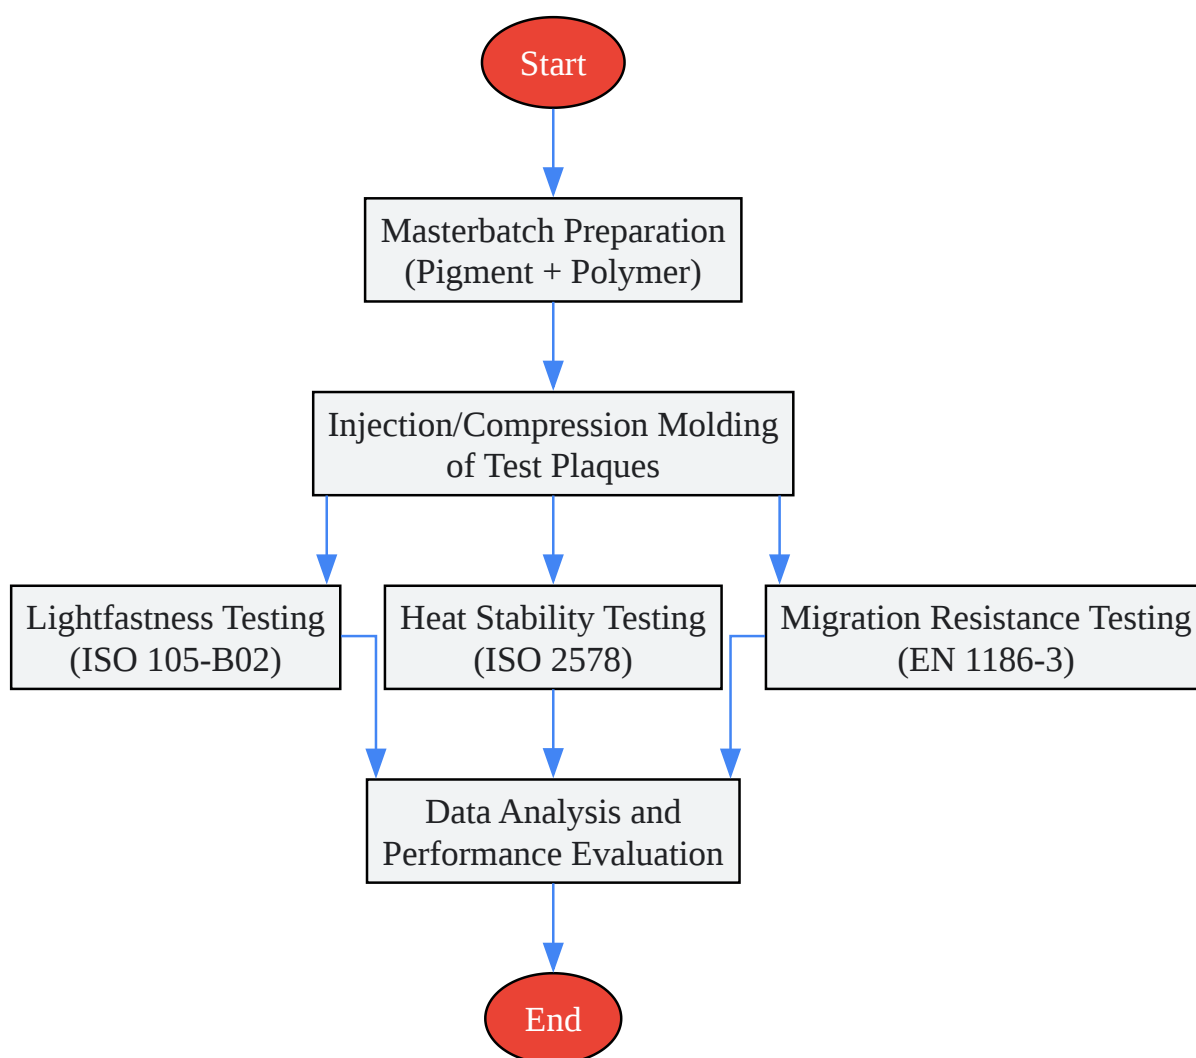 Start
Masterbatch Preparation
(Pigment + Polymer)
Injection/Compression Molding
of Test Plaques
Lightfastness Testing
(ISO 105-B02)
Heat Stability Testing
(ISO 2578)
Migration Resistance Testing
(EN 1186-3)
Data Analysis and
Performance Evaluation
End